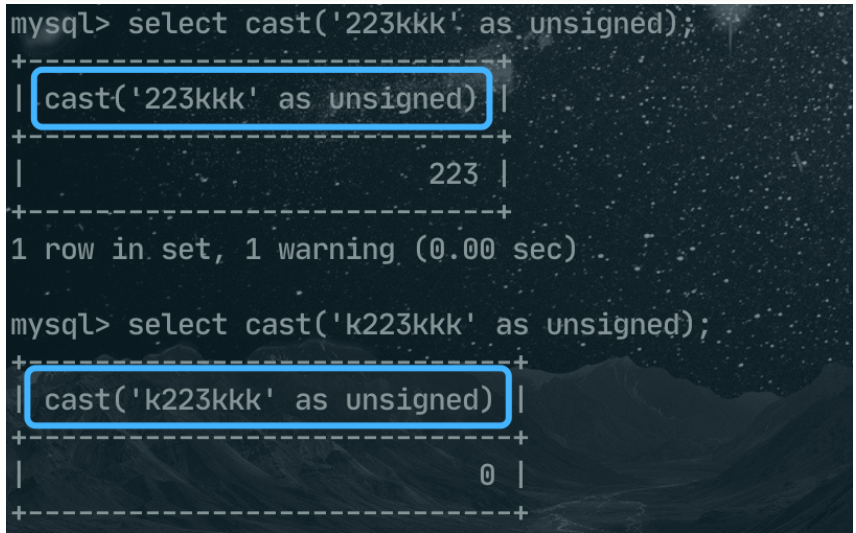 mysql> select cast('223kkk' as unsigned);
+----------------------------+
| cast('223kkk' as unsigned) |
+----------------------------+
|                        223 |
+----------------------------+
1 row in set, 1 warning (0.00 sec)
mysql> select cast('k223kkk' as unsigned);
+-----------------------------+
| cast('k223kkk' as unsigned) |
+-----------------------------+
|                           0 |
+-----------------------------+